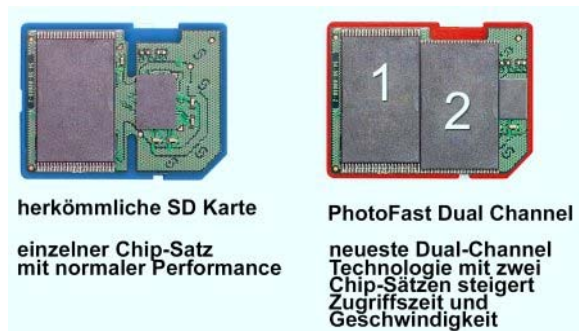 1
2
herkömmliche SD Karte
einzelner Chip-Satz
mit normaler Performance
PhotoFast Dual Channel
neueste Dual-Channel
Technologie mit zwei
Chip-Sätzen steigert
Zugriffszeit und
Geschwindigkeit